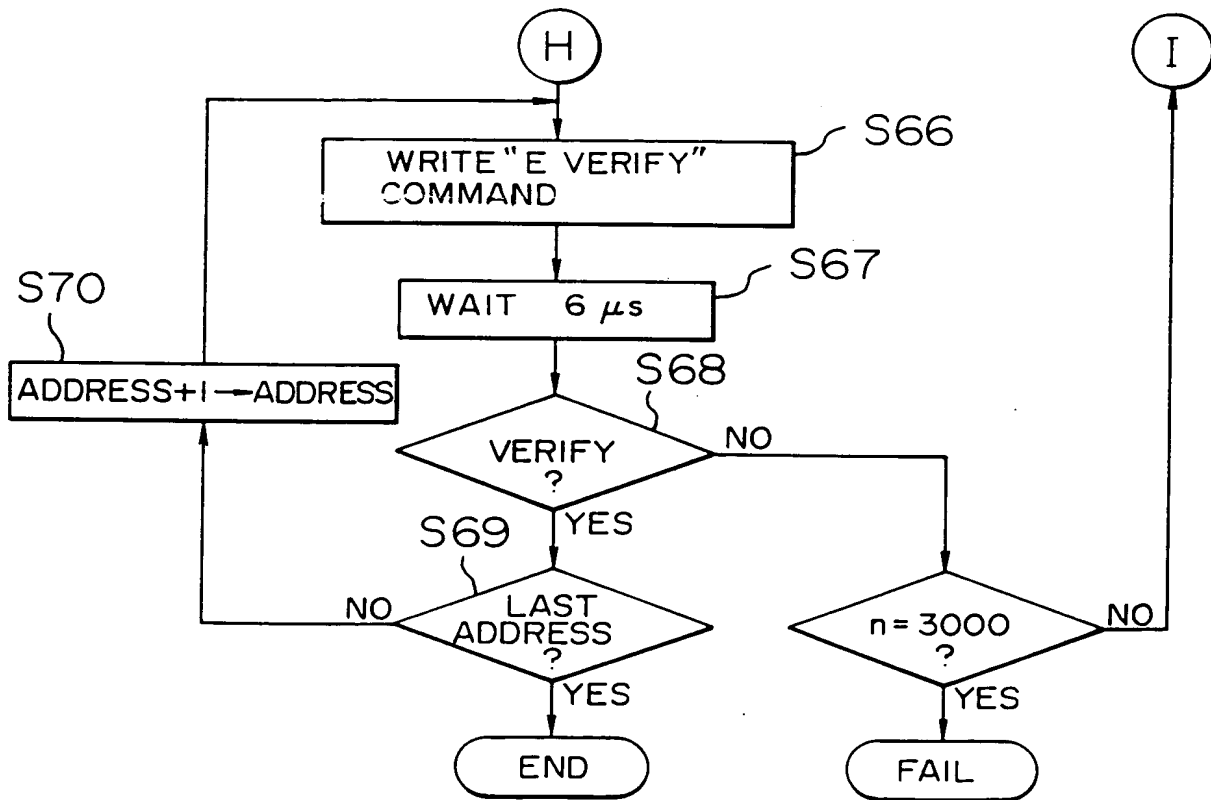 H
I
S66
WRITE "E VERIFY"
COMMAND
S67
WAIT 6 μs
S70
ADDRESS+1→ADDRESS
S68
VERIFY
?
NO
YES
S69
LAST
ADDRESS
?
NO
YES
n=3000
?
NO
YES
END
FAIL